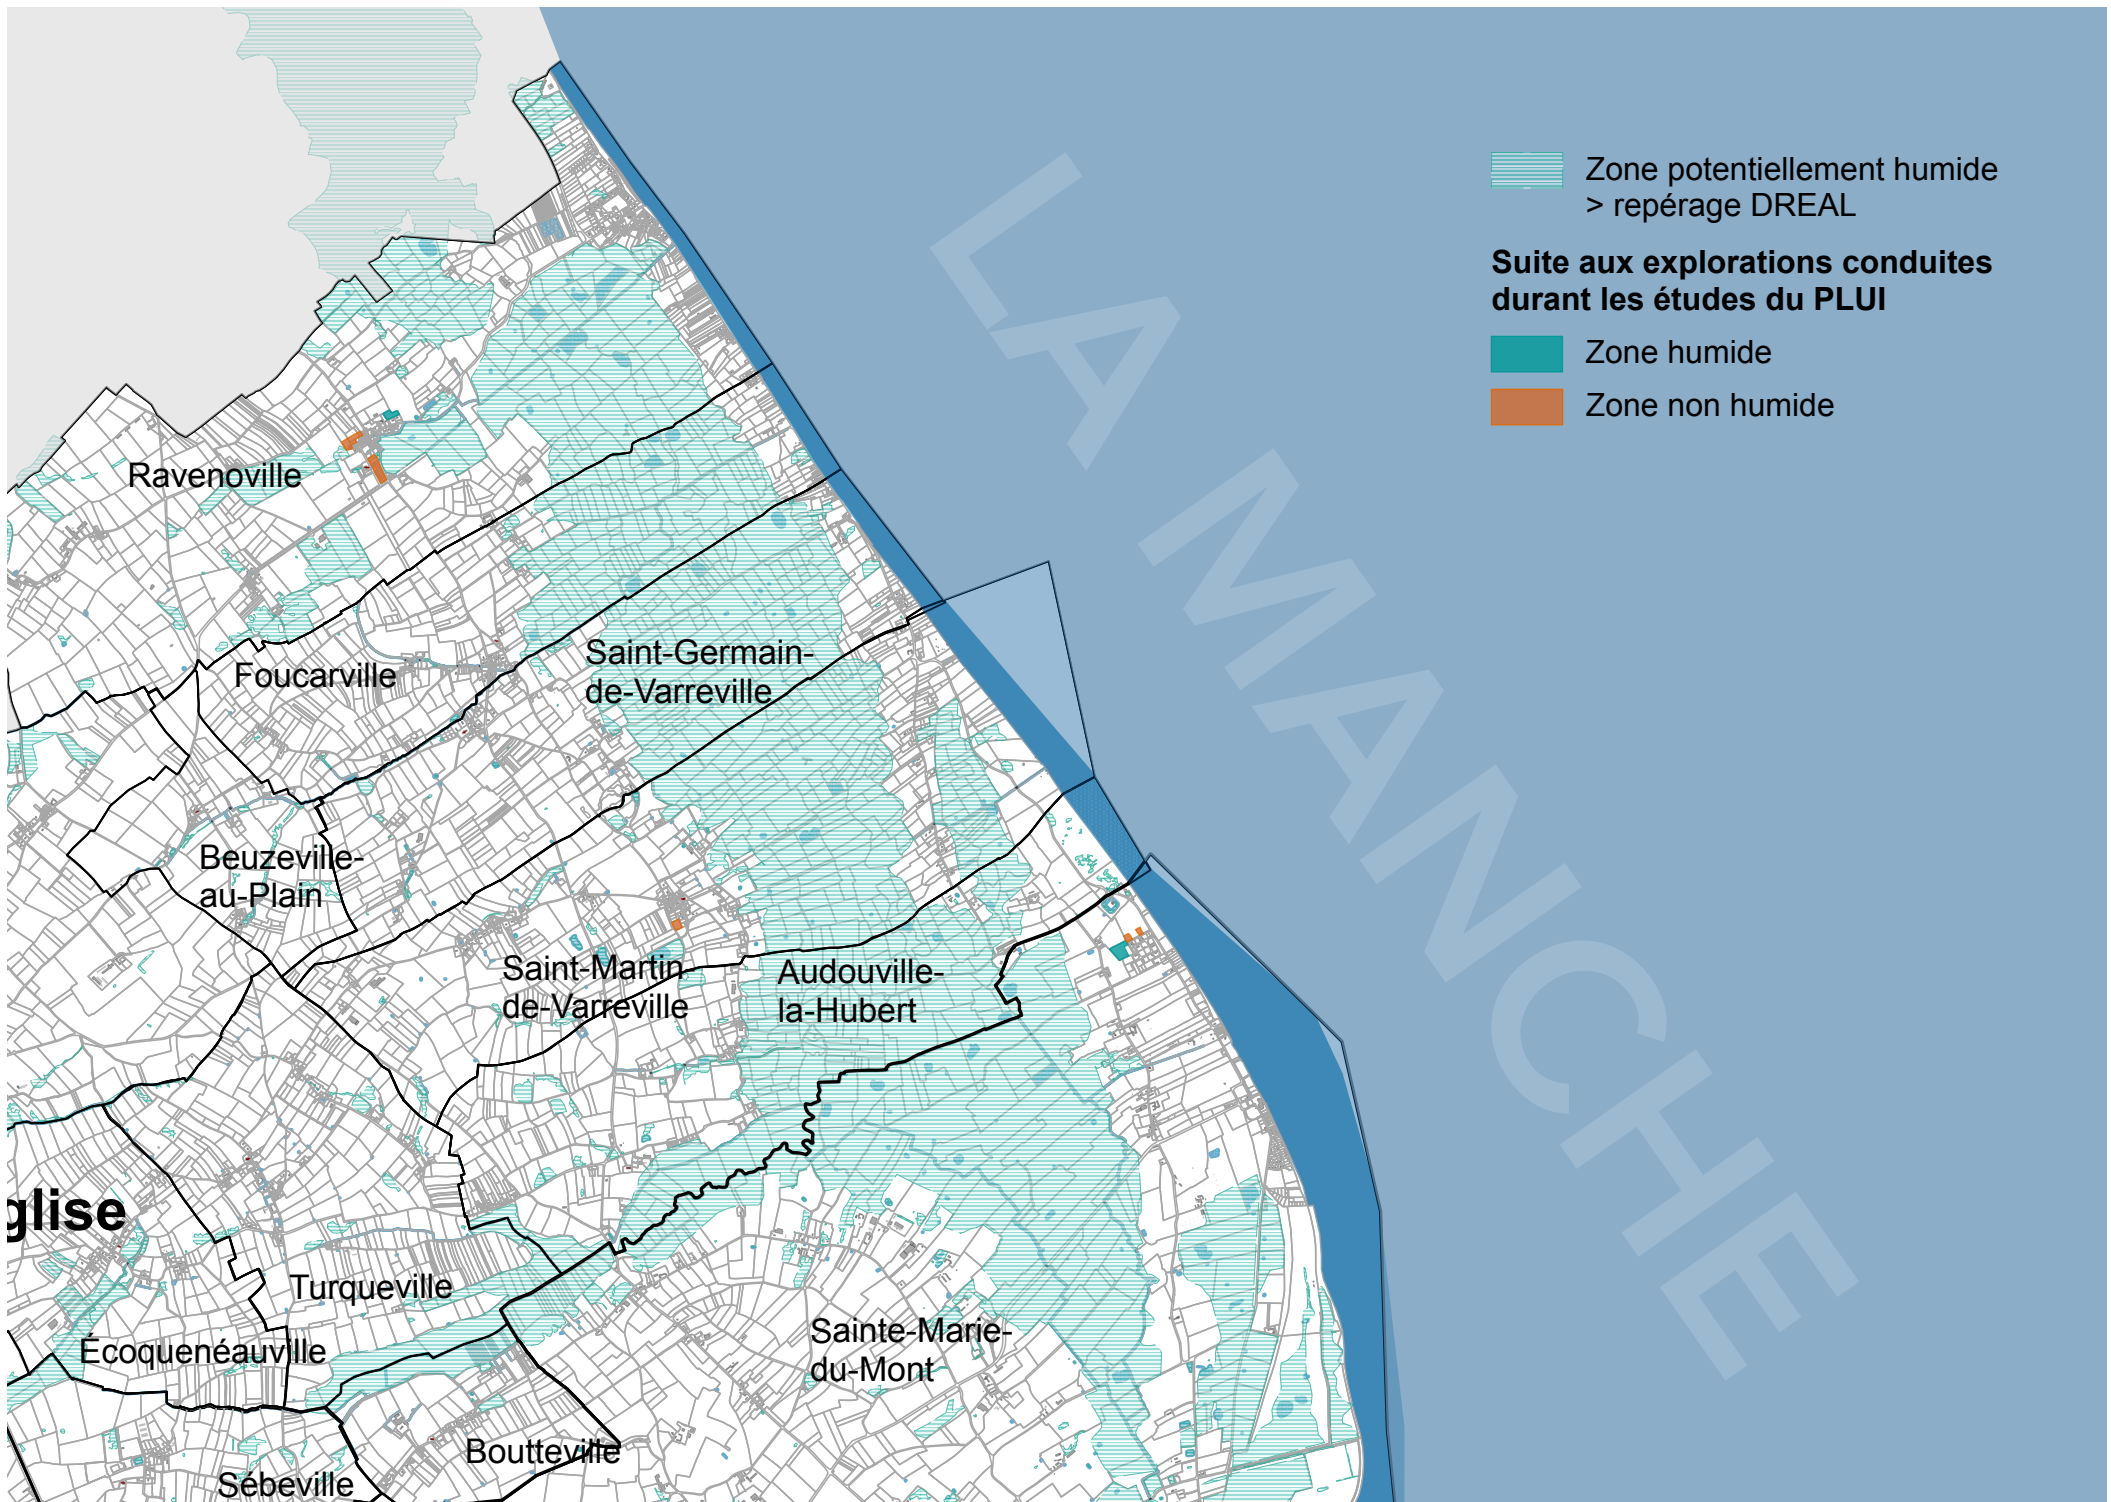 LA MANCHE
Zone potentiellement humide
> repérage DREAL
Suite aux explorations conduites
durant les études du PLUI
Zone humide
Zone non humide
Ravenoville
Foucarville
Saint-Germain-
de-Varreville
Beuzeville-
au-Plain
Saint-Martin
de-Varreville
Audouville-
la-Hubert
glise
Turqueville
Écoquenéauville
Sainte-Marie-
du-Mont
Boutteville
Sébeville